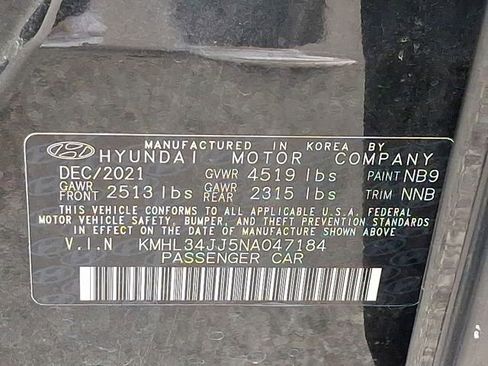 MANUFACTURED IN KOREA BY
HYUNDAI MOTOR COMPANY
DEC/2021 GVWR 4519 lbs PAINT NB9
GAWR FRONT 2513 lbs GAWR REAR 2315 lbs TRIM NNB
THIS VEHICLE CONFORMS TO ALL APPLICABLE U.S.A. FEDERAL
MOTOR VEHICLE SAFETY, BUMPER, AND THEFT PREVENTION STANDARDS
IN EFFECT ON THE DATE OF MANUFACTURE SHOWN ABOVE
V.I.N KMHL34JJ5NA047184
PASSENGER CAR